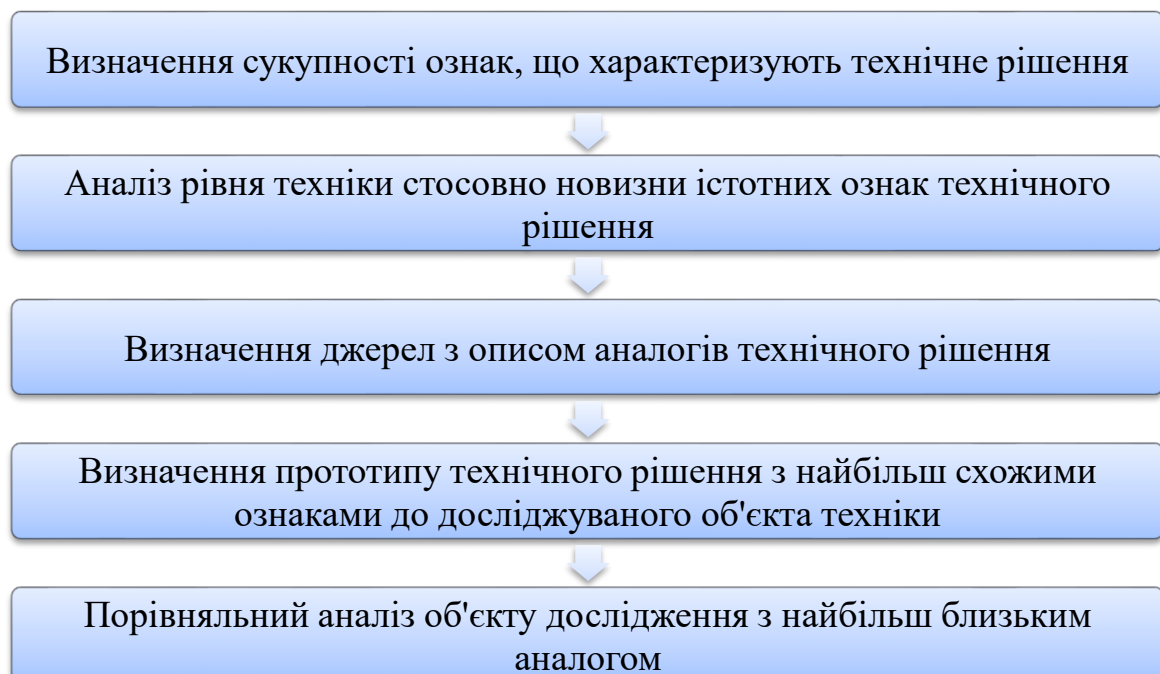 Визначення сукупності ознак, що характеризують технічне рішення
Аналіз рівня техніки стосовно новизни істотних ознак технічного
рішення
Визначення джерел з описом аналогів технічного рішення
Визначення прототипу технічного рішення з найбільш схожими
ознаками до досліджуваного об'єкта техніки
Порівняльний аналіз об'єкту дослідження з найбільш близьким
аналогом